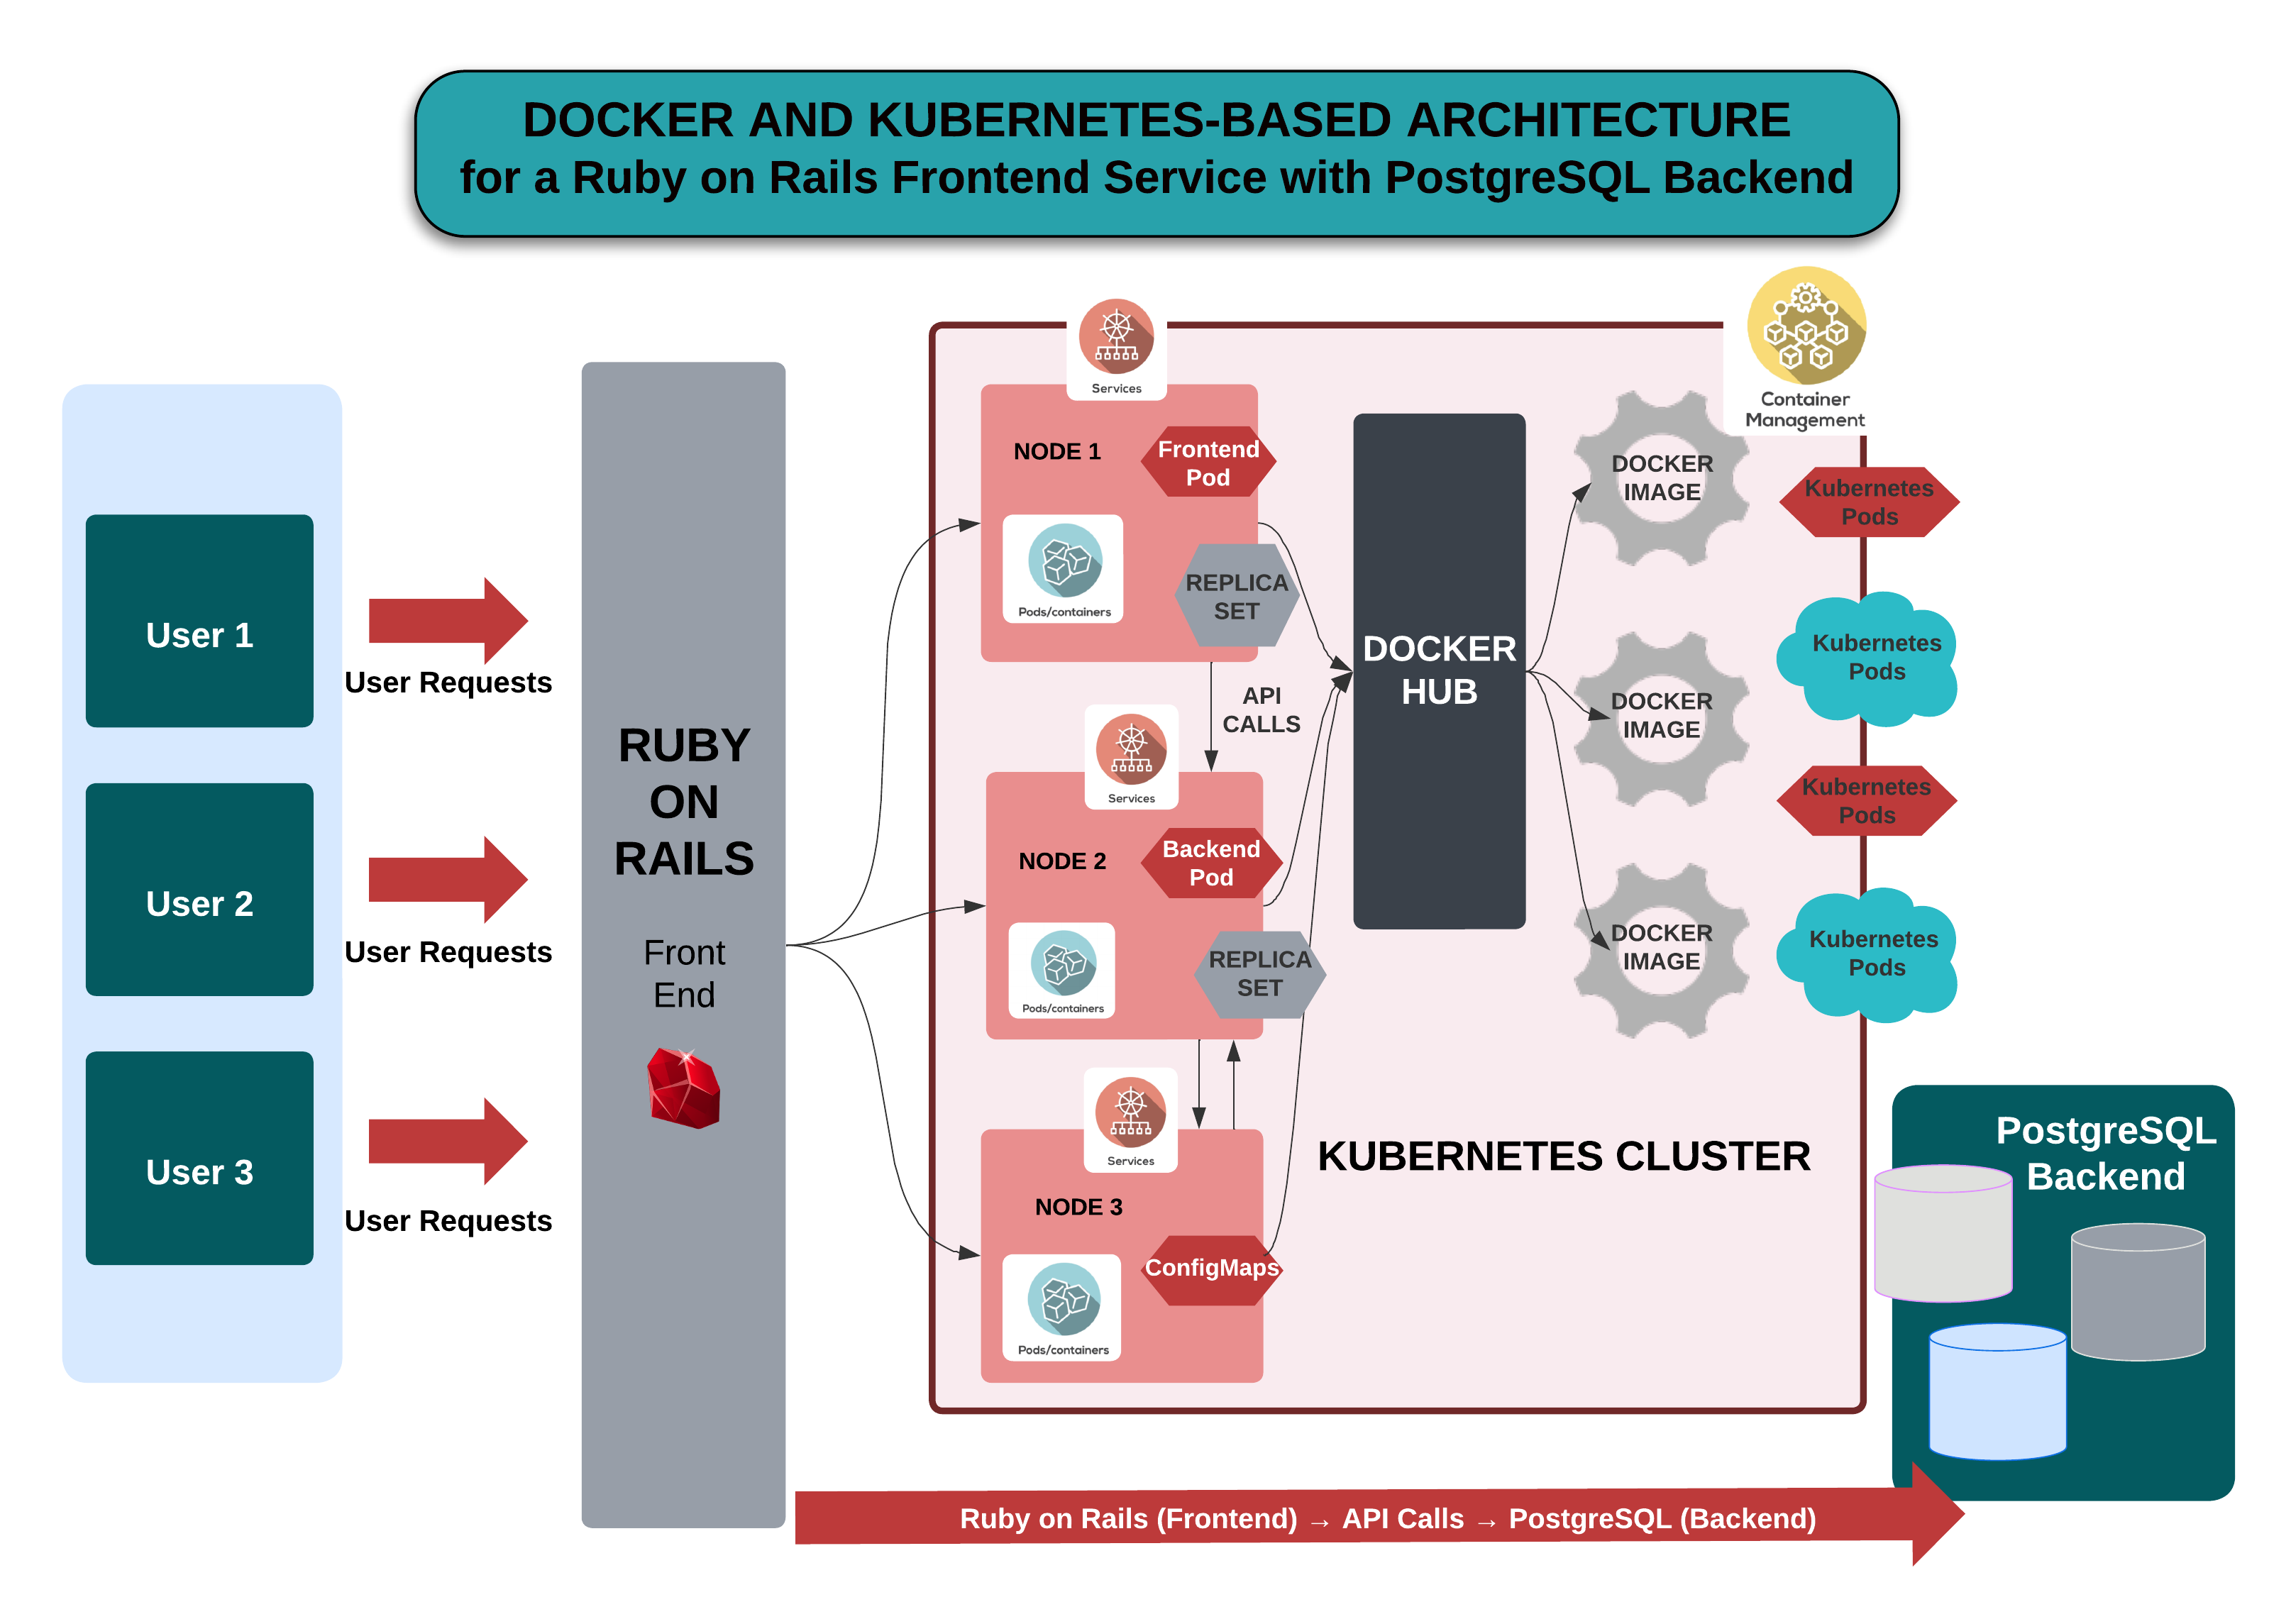 DOCKER AND KUBERNETES-BASED ARCHITECTURE
for a Ruby on Rails Frontend Service with PostgreSQL Backend
User 1
User 2
User 3
User Requests
User Requests
User Requests
RUBY
ON
RAILS
Front
End
Services
NODE 1
Frontend
Pod
Pods/containers
REPLICA
SET
API
CALLS
Services
NODE 2
Backend
Pod
Pods/containers
REPLICA
SET
Services
NODE 3
ConfigMaps
Pods/containers
DOCKER
HUB
DOCKER
IMAGE
DOCKER
IMAGE
DOCKER
IMAGE
Container
Management
Kubernetes
Pods
Kubernetes
Pods
Kubernetes
Pods
Kubernetes
Pods
KUBERNETES CLUSTER
PostgreSQL
Backend
Ruby on Rails (Frontend) → API Calls → PostgreSQL (Backend)